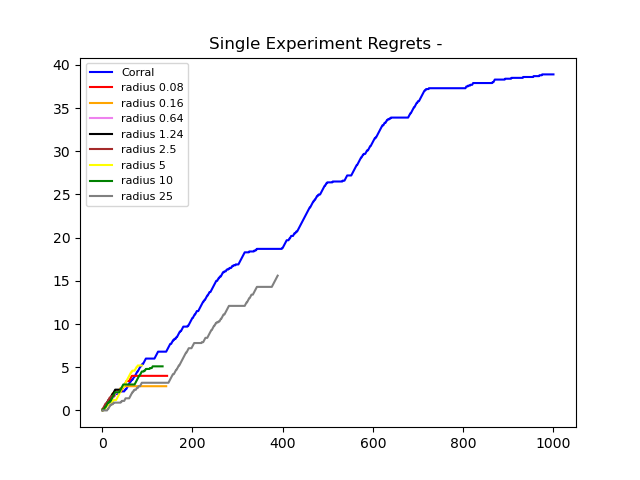 Single Experiment Regrets -
Corral
radius 0.08
radius 0.16
radius 0.64
radius 1.24
radius 2.5
radius 5
radius 10
radius 25
40
35
30
25
20
15
10
5
0
0 200 400 600 800 1000